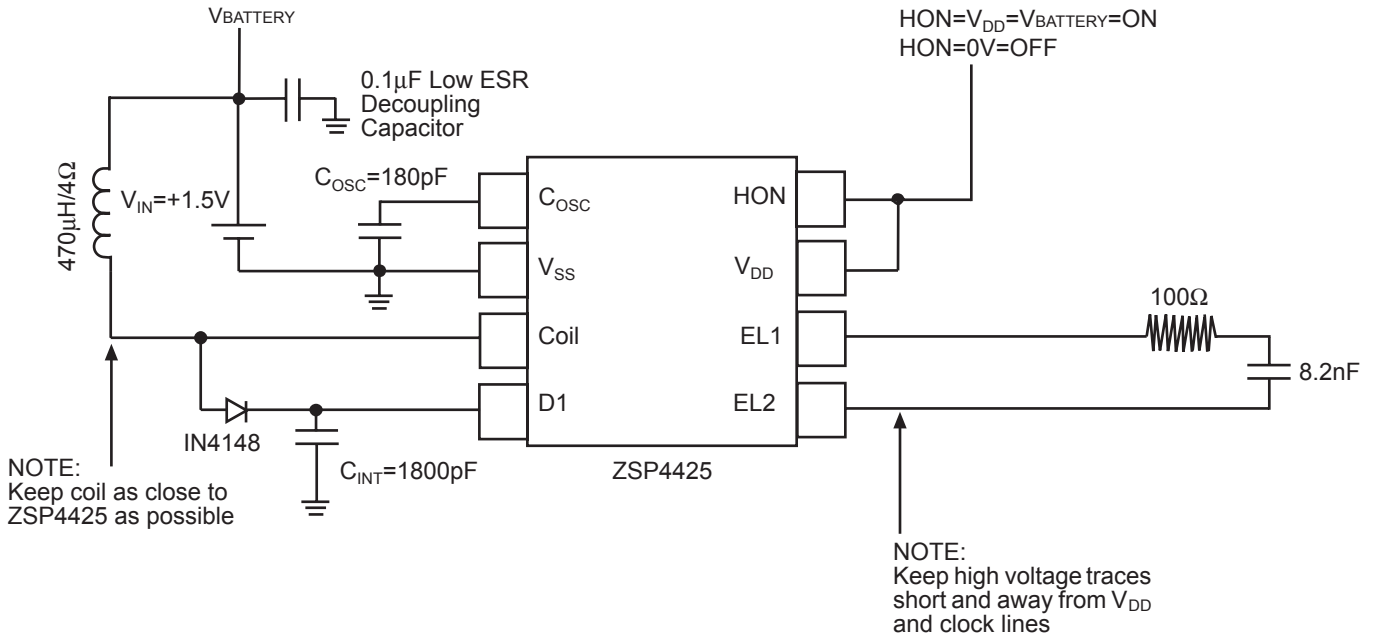 VBATTERY
HON=VDD=VBATTERY=ON
HON=0V=OFF
0.1μF Low ESR
Decoupling
Capacitor
470μH/4Ω
VIN=+1.5V
COSC=180pF
COSC
HON
VSS
VDD
100Ω
Coil
EL1
8.2nF
D1
EL2
IN4148
CINT=1800pF
ZSP4425
NOTE:
Keep coil as close to
ZSP4425 as possible
NOTE:
Keep high voltage traces
short and away from VDD
and clock lines